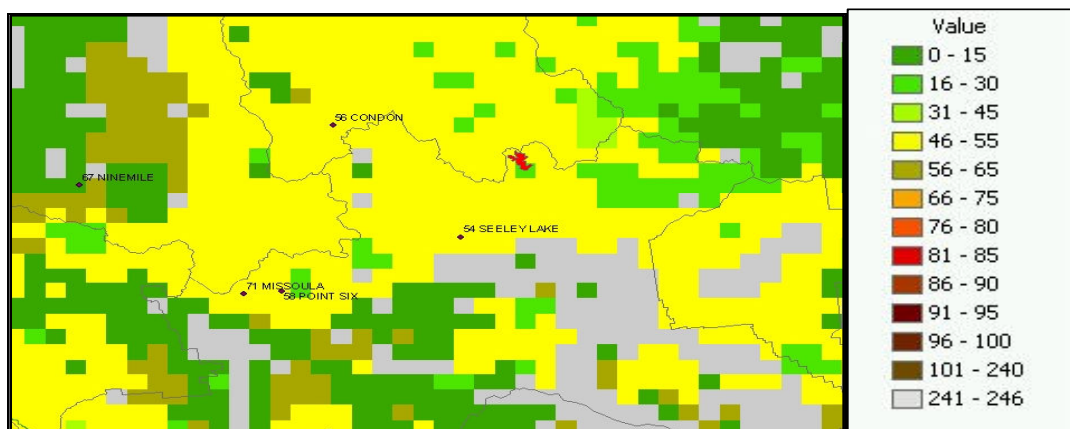 56 CONDON
67 NINEMILE
54 SEELEY LAKE
71 MISSOULA
58 POINT SIX
Value
0 - 15
16 - 30
31 - 45
46 - 55
56 - 65
66 - 75
76 - 80
81 - 85
86 - 90
91 - 95
96 - 100
101 - 240
241 - 246